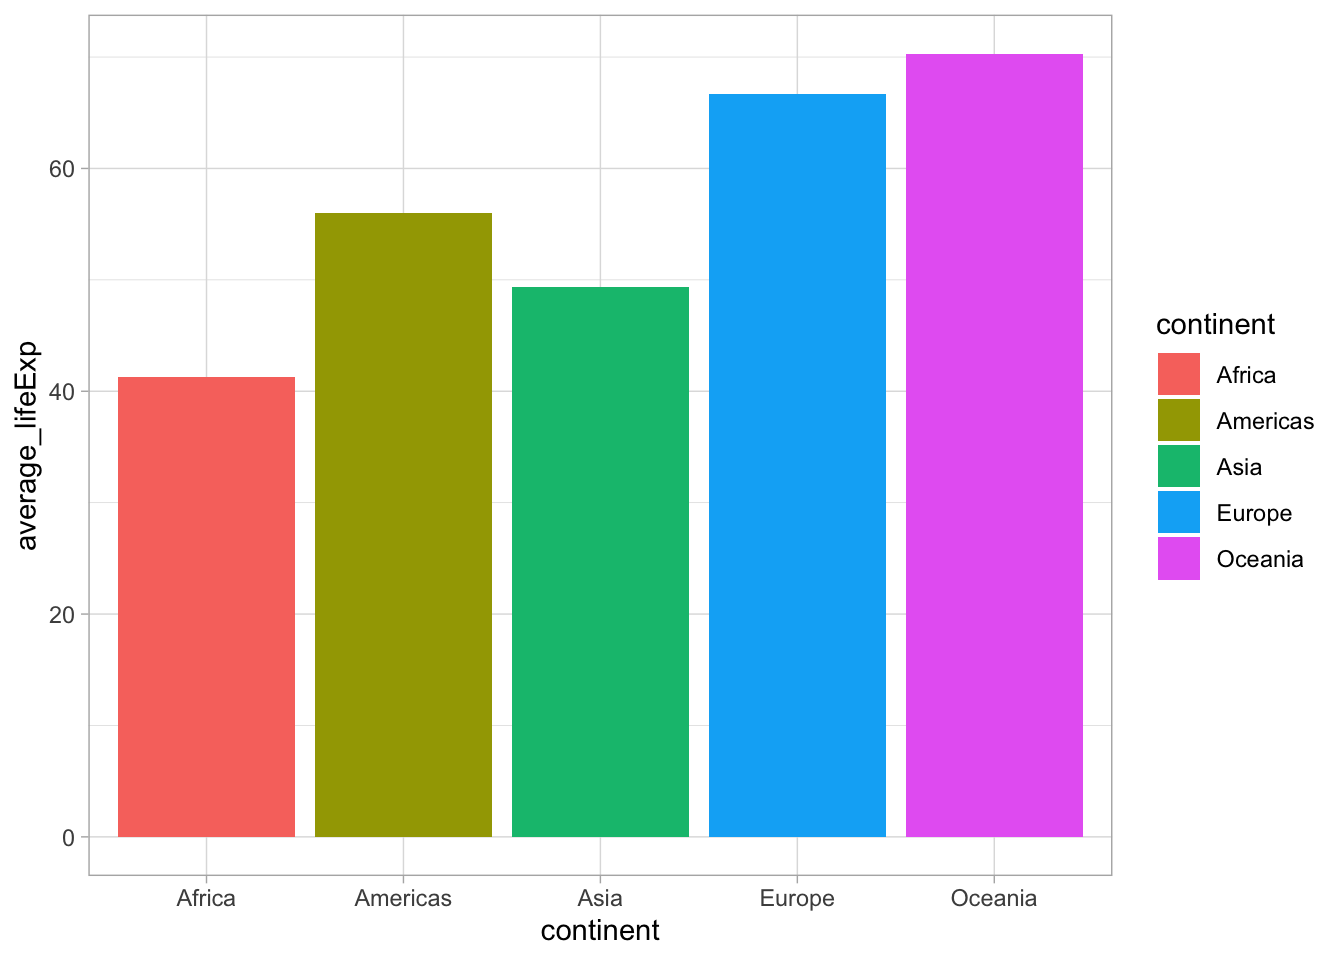 average_lifeExp
60
40
20
0
Africa
Americas
Asia
Europe
Oceania
continent
continent
Africa
Americas
Asia
Europe
Oceania